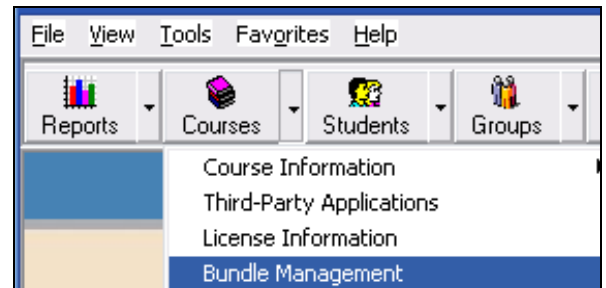 File View Tools Favorites Help
Reports Courses Students Groups
Course Information
Third-Party Applications
License Information
Bundle Management